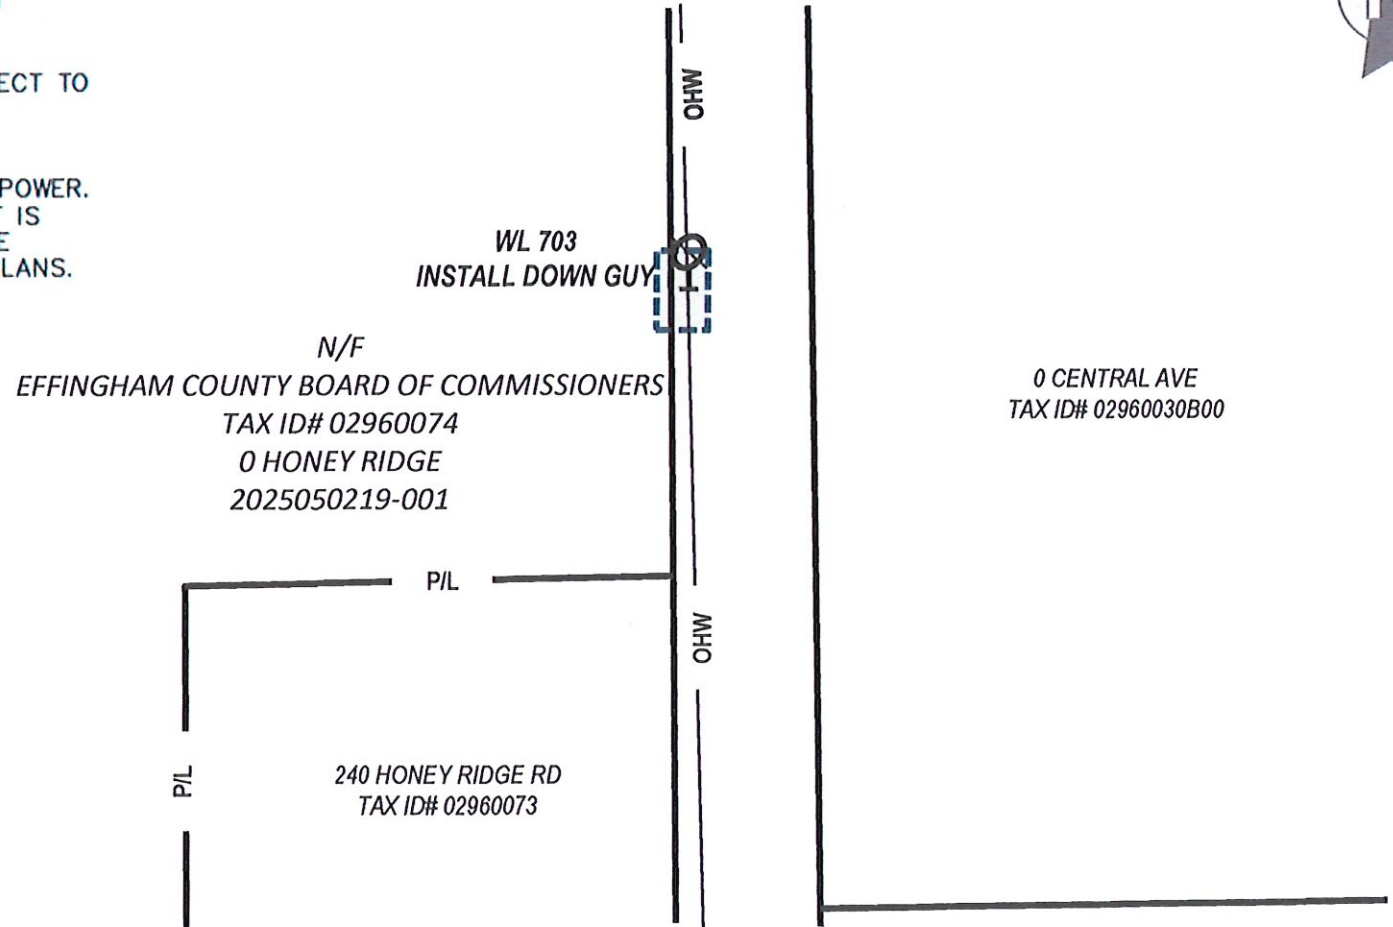 ECT TO
POWER.
IS
E
LANS.
OHW
WL 703
INSTALL DOWN GUY
N/F
EFFINGHAM COUNTY BOARD OF COMMISSIONERS
TAX ID# 02960074
0 HONEY RIDGE
2025050219-001
0 CENTRAL AVE
TAX ID# 02960030B00
P/L
OHW
P/L
240 HONEY RIDGE RD
TAX ID# 02960073